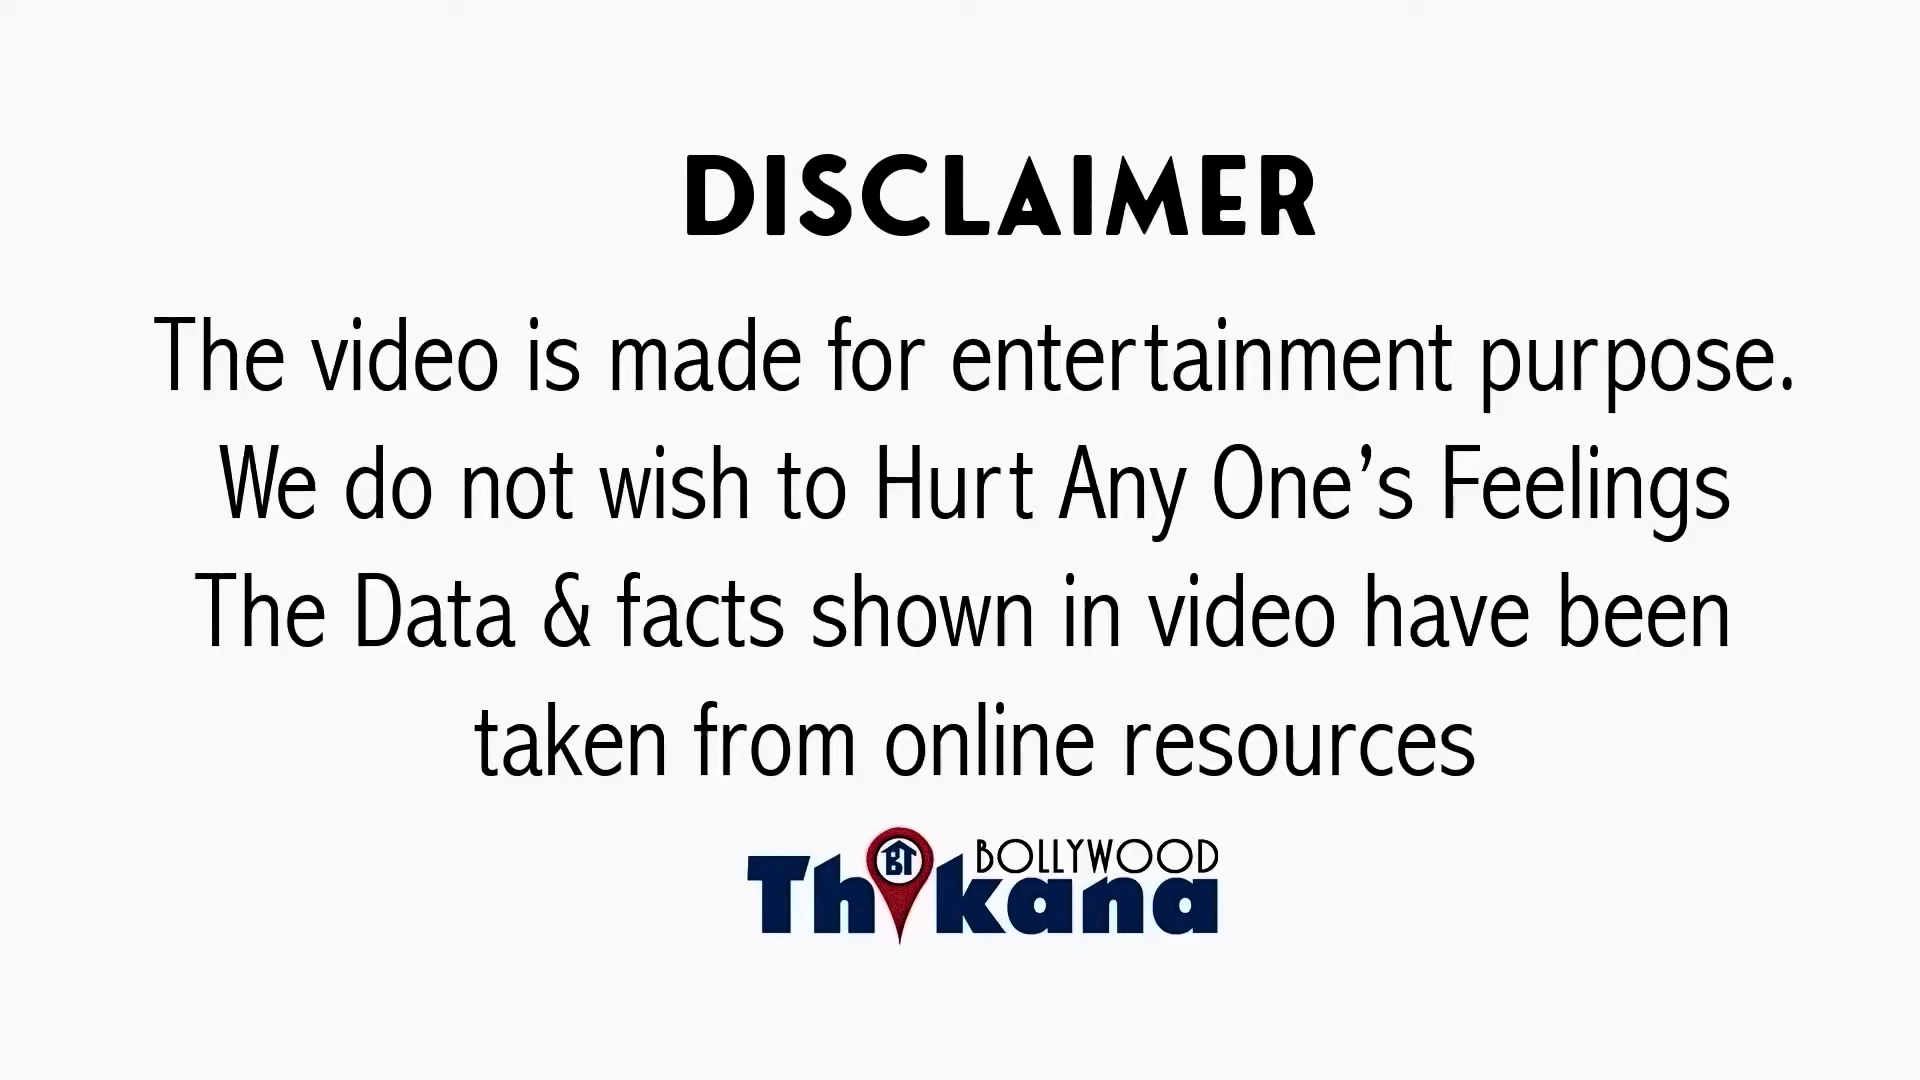 DISCLAIMER
The video is made for entertainment purpose.
We do not wish to Hurt Any One’s Feelings
The Data & facts shown in video have been
taken from online resources
BOLLYWOOD
BT
Thikana